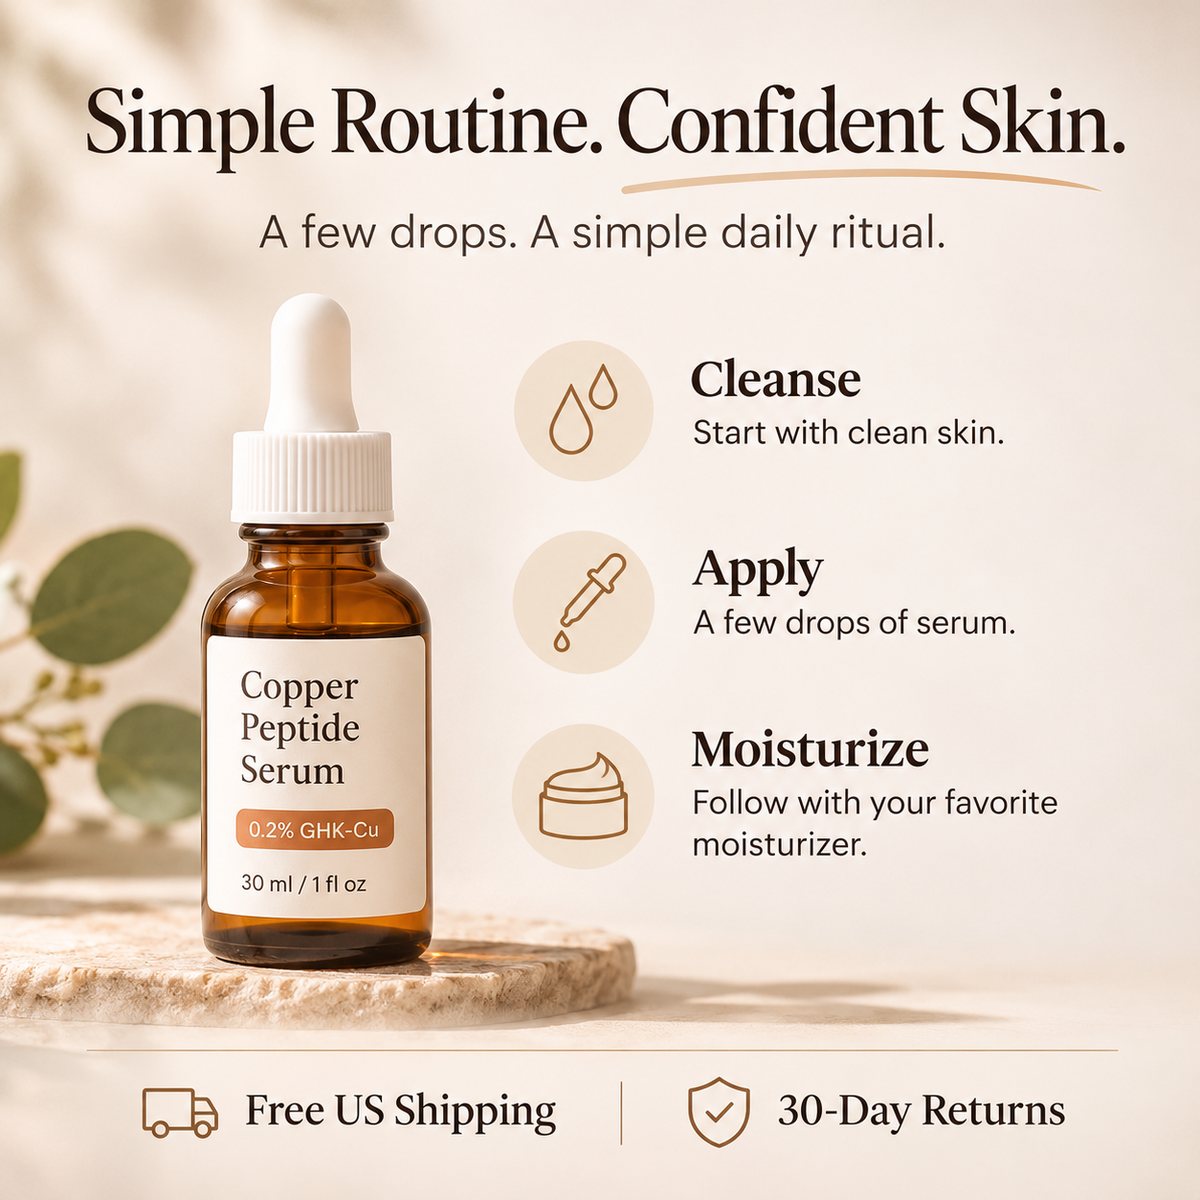 Simple Routine. Confident Skin.
A few drops. A simple daily ritual.
Cleanse
Start with clean skin.
Apply
A few drops of serum.
Moisturize
Follow with your favorite
moisturizer.
Copper
Peptide
Serum
0.2% GHK-Cu
30 ml / 1 fl oz
Free US Shipping
30-Day Returns